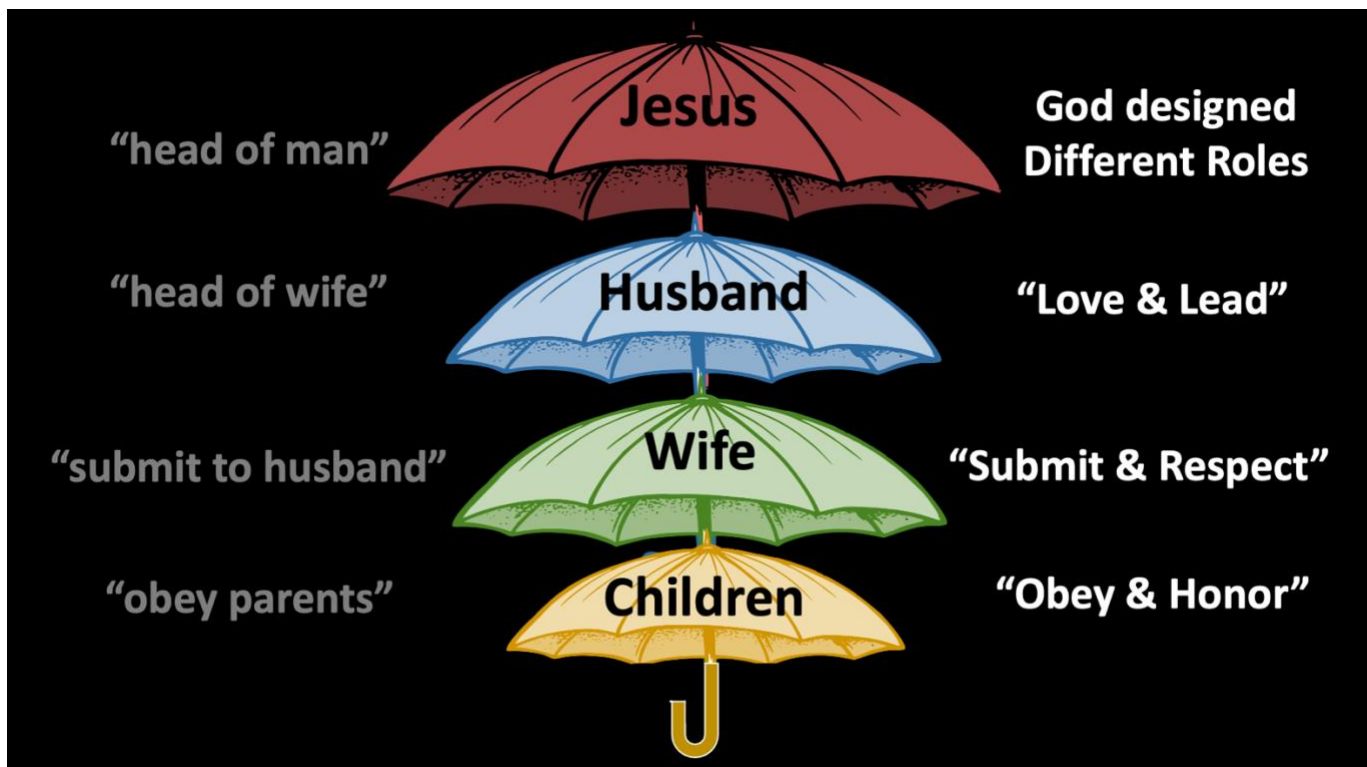 Jesus
God designed
Different Roles
“head of man”
“head of wife”
Husband
“Love & Lead”
“submit to husband”
Wife
“Submit & Respect”
“obey parents”
Children
“Obey & Honor”